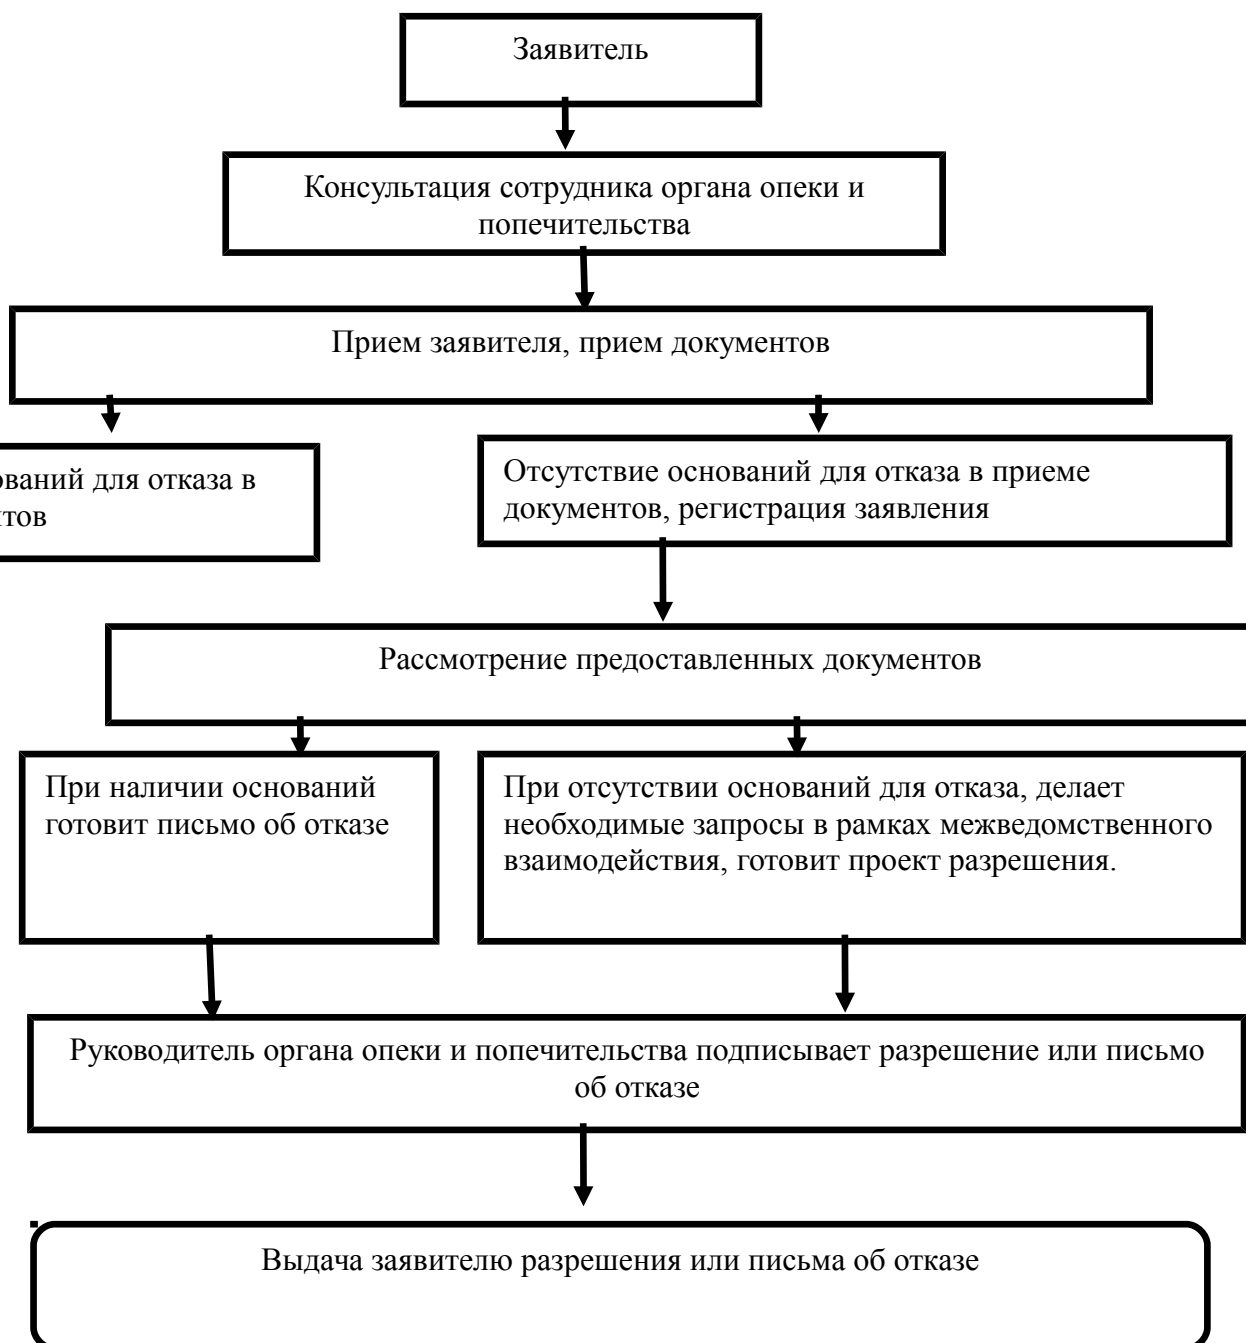 Заявитель
Консультация сотрудника органа опеки и
попечительства
Прием заявителя, прием документов
ований для отказа в
нтов
Отсутствие оснований для отказа в приеме
документов, регистрация заявления
Рассмотрение предоставленных документов
При наличии оснований
готовит письмо об отказе
При отсутствии оснований для отказа, делает
необходимые запросы в рамках межведомственного
взаимодействия, готовит проект разрешения.
Руководитель органа опеки и попечительства подписывает разрешение или письмо
об отказе
Выдача заявителю разрешения или письма об отказе